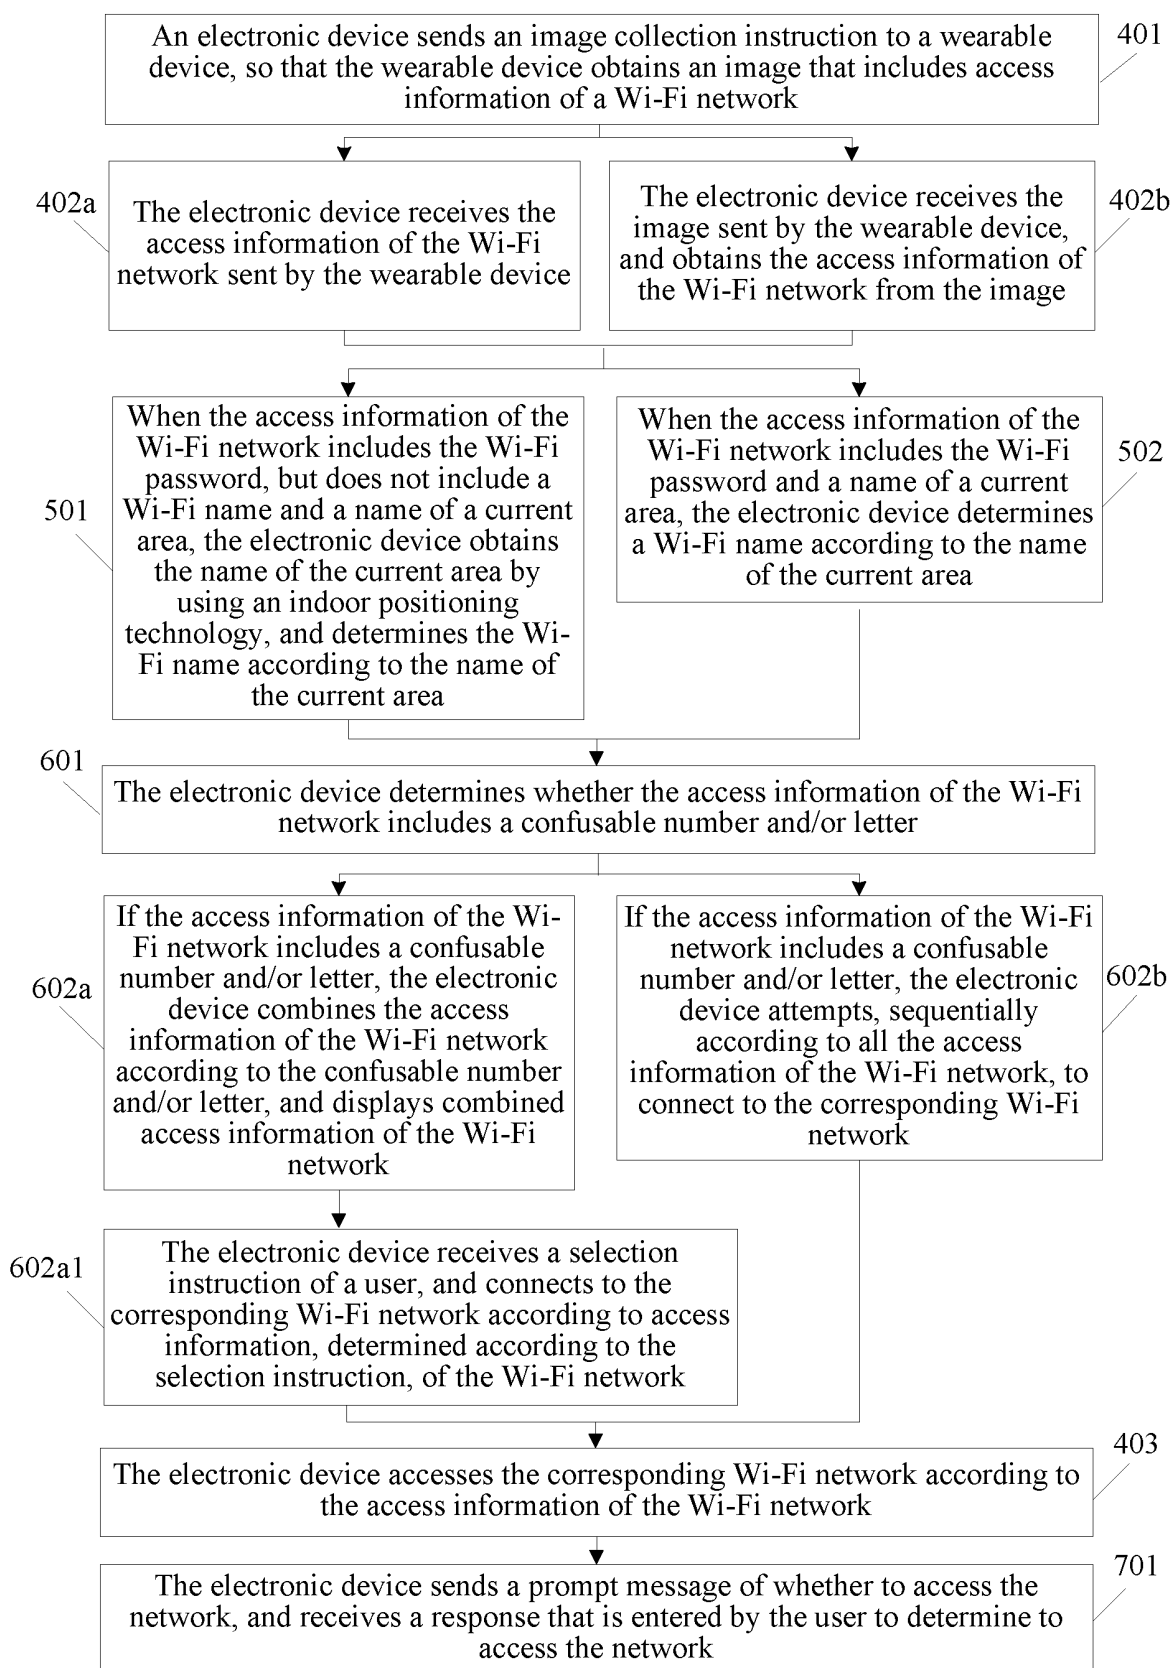 An electronic device sends an image collection instruction to a wearable
device, so that the wearable device obtains an image that includes access
information of a Wi-Fi network
401
402a
The electronic device receives the
access information of the Wi-Fi
network sent by the wearable device
The electronic device receives the
image sent by the wearable device,
and obtains the access information of
the Wi-Fi network from the image
402b
501
When the access information of the
Wi-Fi network includes the Wi-Fi
password, but does not include a
Wi-Fi name and a name of a current
area, the electronic device obtains
the name of the current area by
using an indoor positioning
technology, and determines the Wi-
Fi name according to the name of
the current area
When the access information of the
Wi-Fi network includes the Wi-Fi
password and a name of a current
area, the electronic device determines
a Wi-Fi name according to the name
of the current area
502
601
The electronic device determines whether the access information of the Wi-Fi
network includes a confusable number and/or letter
602a
If the access information of the Wi-
Fi network includes a confusable
number and/or letter, the electronic
device combines the access
information of the Wi-Fi network
according to the confusable number
and/or letter, and displays combined
access information of the Wi-Fi
network
If the access information of the Wi-Fi
network includes a confusable
number and/or letter, the electronic
device attempts, sequentially
according to all the access
information of the Wi-Fi network, to
connect to the corresponding Wi-Fi
network
602b
602a1
The electronic device receives a selection
instruction of a user, and connects to the
corresponding Wi-Fi network according to access
information, determined according to the
selection instruction, of the Wi-Fi network
403
The electronic device accesses the corresponding Wi-Fi network according to
the access information of the Wi-Fi network
701
The electronic device sends a prompt message of whether to access the
network, and receives a response that is entered by the user to determine to
access the network